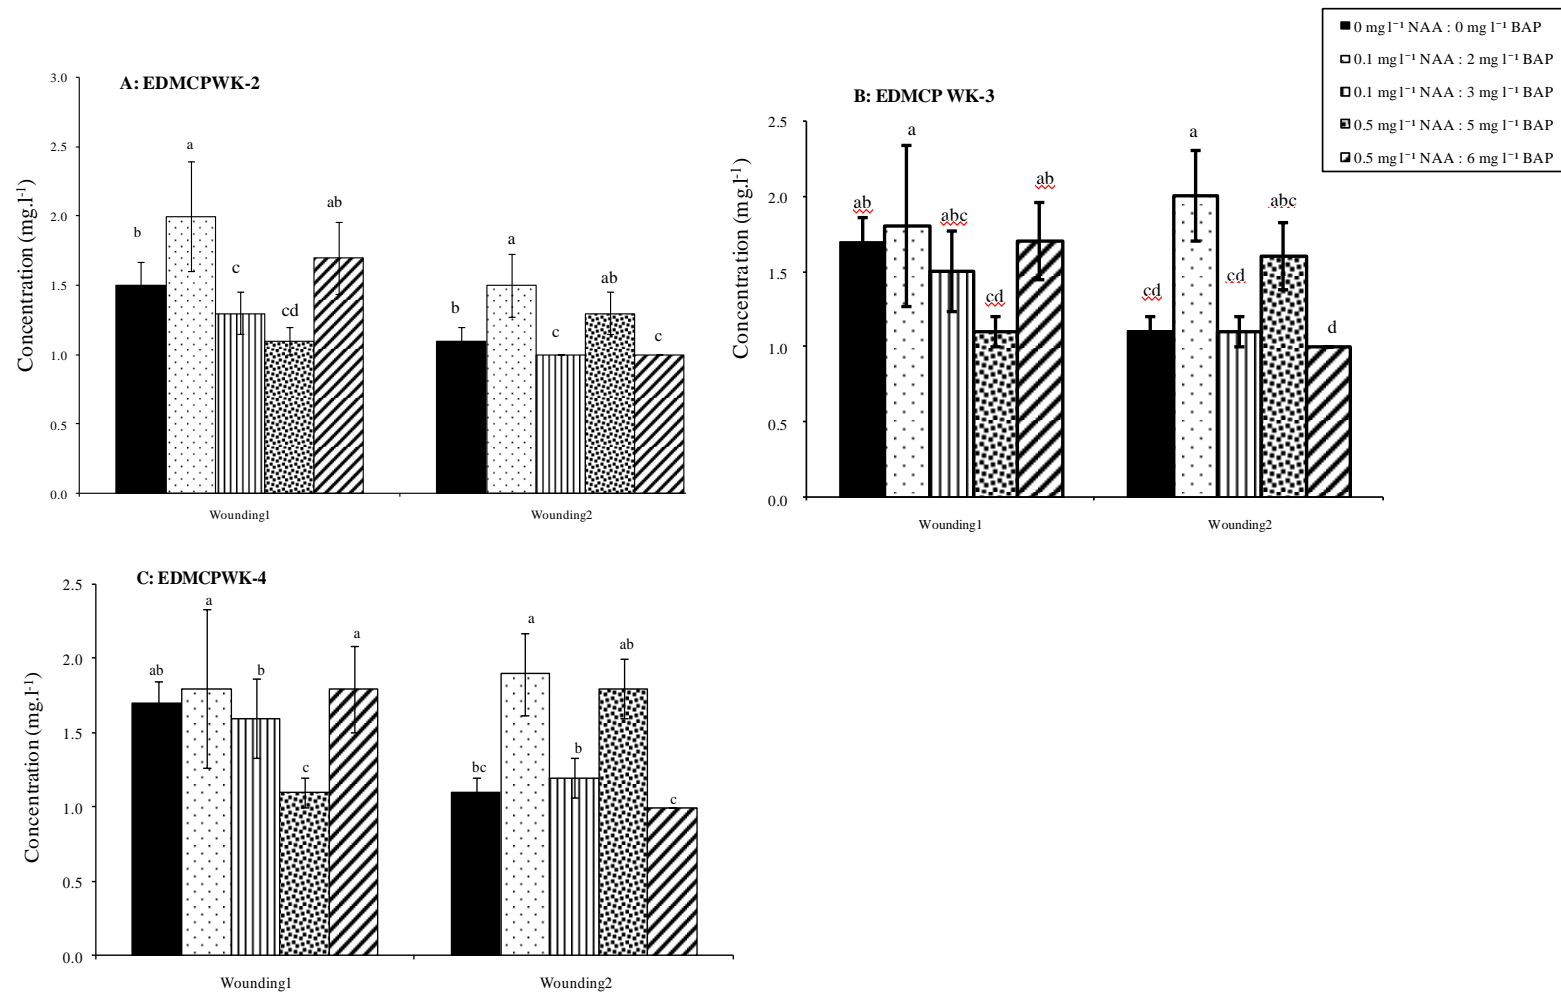 0 mg l⁻¹ NAA : 0 mg l⁻¹ BAP
0.1 mg l⁻¹ NAA : 2 mg l⁻¹ BAP
0.1 mg l⁻¹ NAA : 3 mg l⁻¹ BAP
0.5 mg l⁻¹ NAA : 5 mg l⁻¹ BAP
0.5 mg l⁻¹ NAA : 6 mg l⁻¹ BAP
A: EDMCPWK-2
Concentration (mg.l⁻¹)
3.0
2.5
2.0
1.5
1.0
0.5
0.0
b
a
c
cd
ab
b
a
c
ab
c
Wounding1
Wounding2
B: EDMCP WK-3
Concentration (mg.l⁻¹)
2.5
2.0
1.5
1.0
0.5
0.0
ab
a
abc
cd
ab
cd
a
cd
abc
d
Wounding1
Wounding2
C: EDMCPWK-4
Concentration (mg.l⁻¹)
2.5
2.0
1.5
1.0
0.5
0.0
ab
a
b
c
a
bc
a
b
ab
c
Wounding1
Wounding2